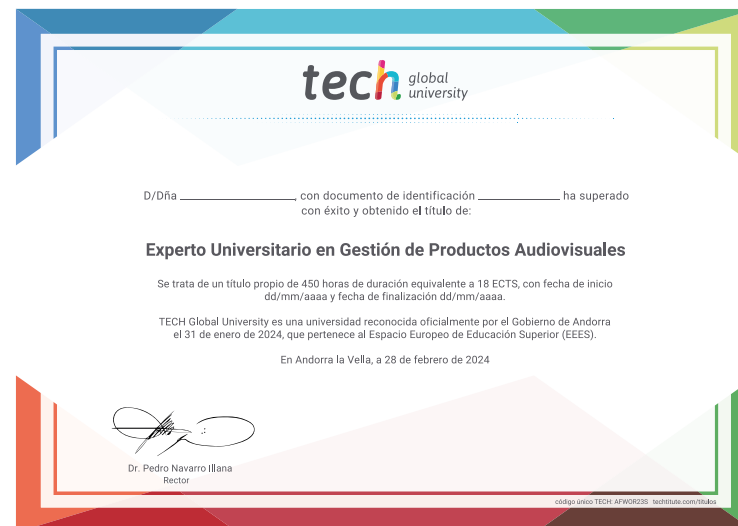 tech global
university
D/Dña ____________, con documento de identificación ____________ ha superado
con éxito y obtenido el título de:
Experto Universitario en Gestión de Productos Audiovisuales
Se trata de un título propio de 450 horas de duración equivalente a 18 ECTS, con fecha de inicio
dd/mm/aaaa y fecha de finalización dd/mm/aaaa.
TECH Global University es una universidad reconocida oficialmente por el Gobierno de Andorra
el 31 de enero de 2024, que pertenece al Espacio Europeo de Educación Superior (EEES).
En Andorra la Vella, a 28 de febrero de 2024
Dr. Pedro Navarro Illana
Rector
código único TECH: AFWOR23S techtitute.com/titulos